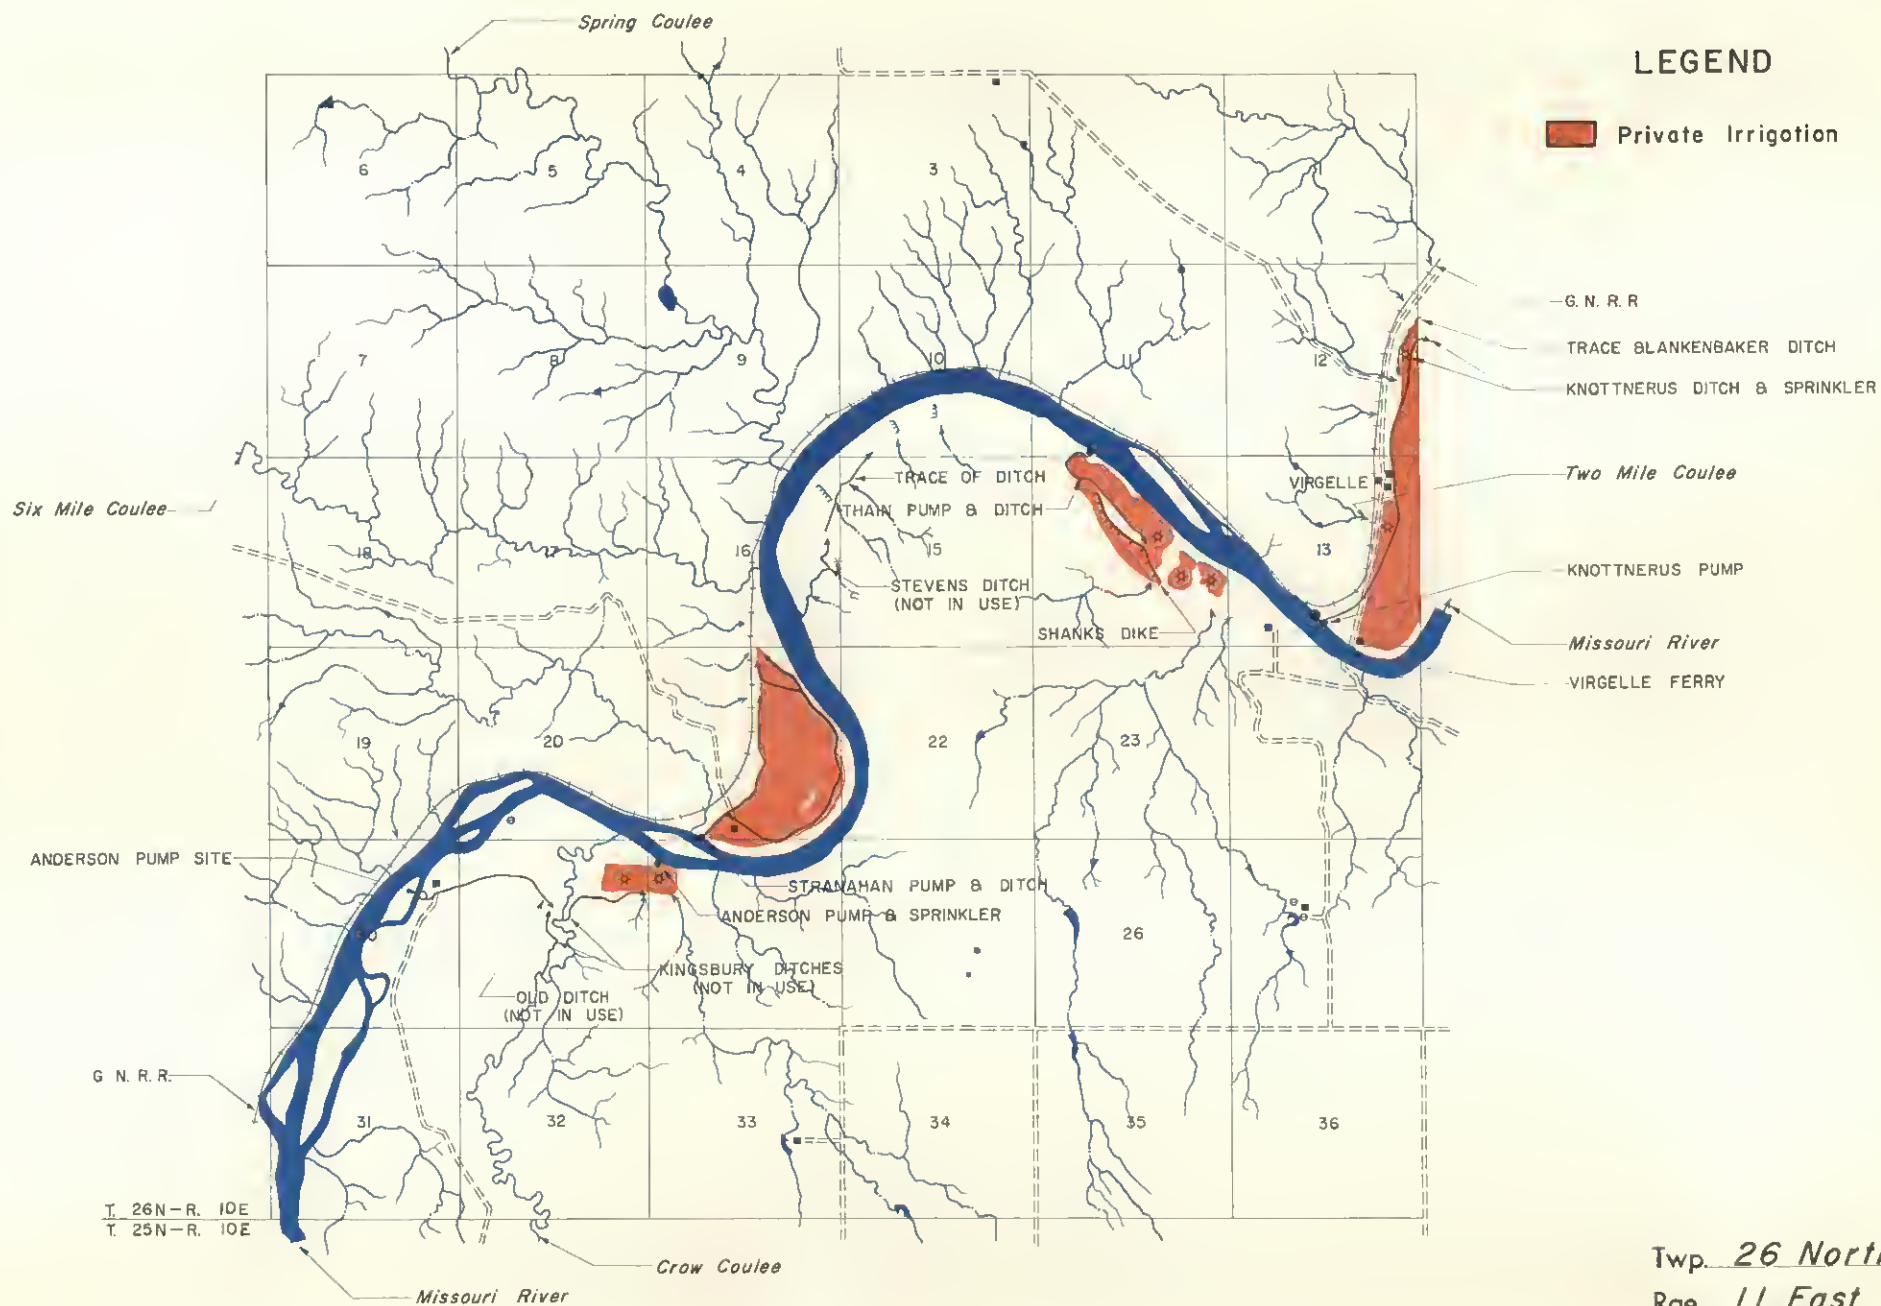 Spring Coulee
LEGEND
Private Irrigation
6
5
4
3
G. N. R. R
TRACE BLANKENBAKER DITCH
KNOTTNERUS DITCH & SPRINKLER
7
8
9
10
11
12
3
TRACE OF DITCH
VIRGELLE
Two Mile Coulee
Six Mile Coulee
THAIN PUMP & DITCH
18
17
16
15
13
STEVENS DITCH
(NOT IN USE)
KNOTTNERUS PUMP
SHANKS DIKE
Missouri River
VIRGELLE FERRY
19
20
22
23
ANDERSON PUMP SITE
STRANAHAN PUMP & DITCH
ANDERSON PUMP & SPRINKLER
26
KINGSBURY DITCHES
(NOT IN USE)
OLD DITCH
(NOT IN USE)
G N. R. R.
31
32
33
34
35
36
T. 26N-R. 10E
T. 25N-R. 10E
Crow Coulee
Missouri River
Twp. 26 North
Rge. 11 East